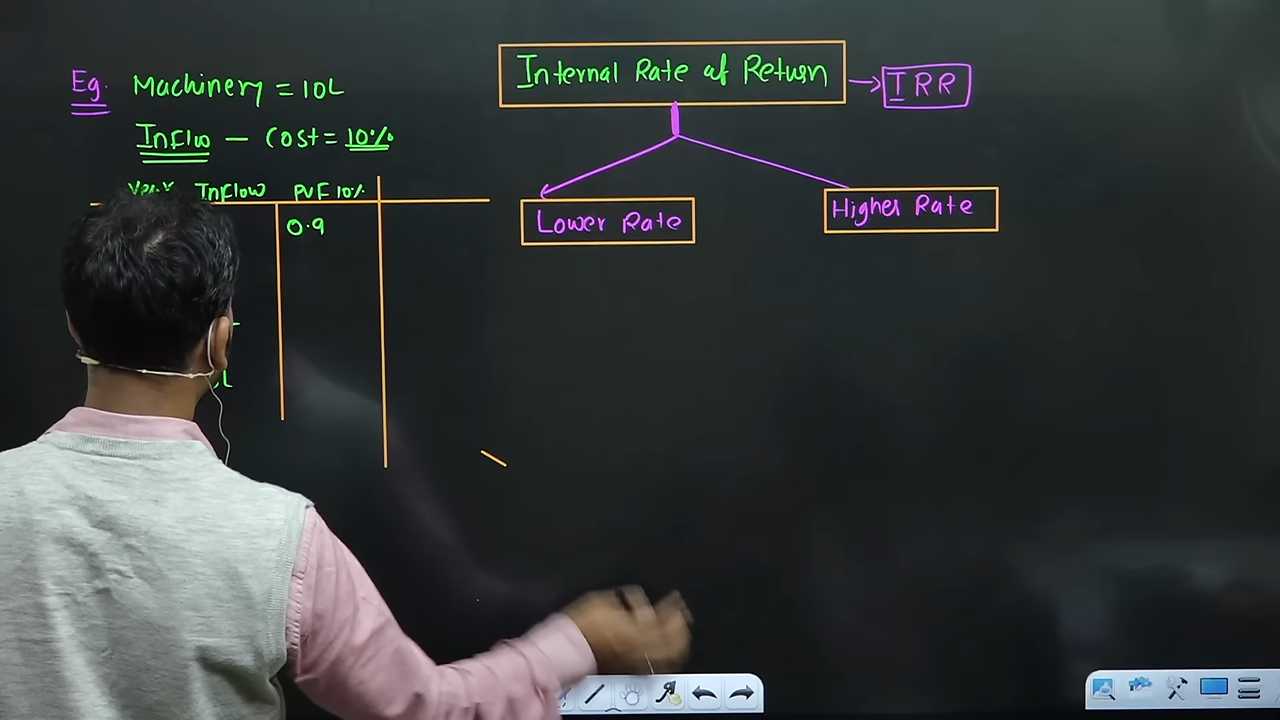 Eg. Machinery = 10L
Inflo — Cost = 10%
Inflow PVF 10%
0.9
Internal Rate of Return → IRR
Lower Rate
Higher Rate